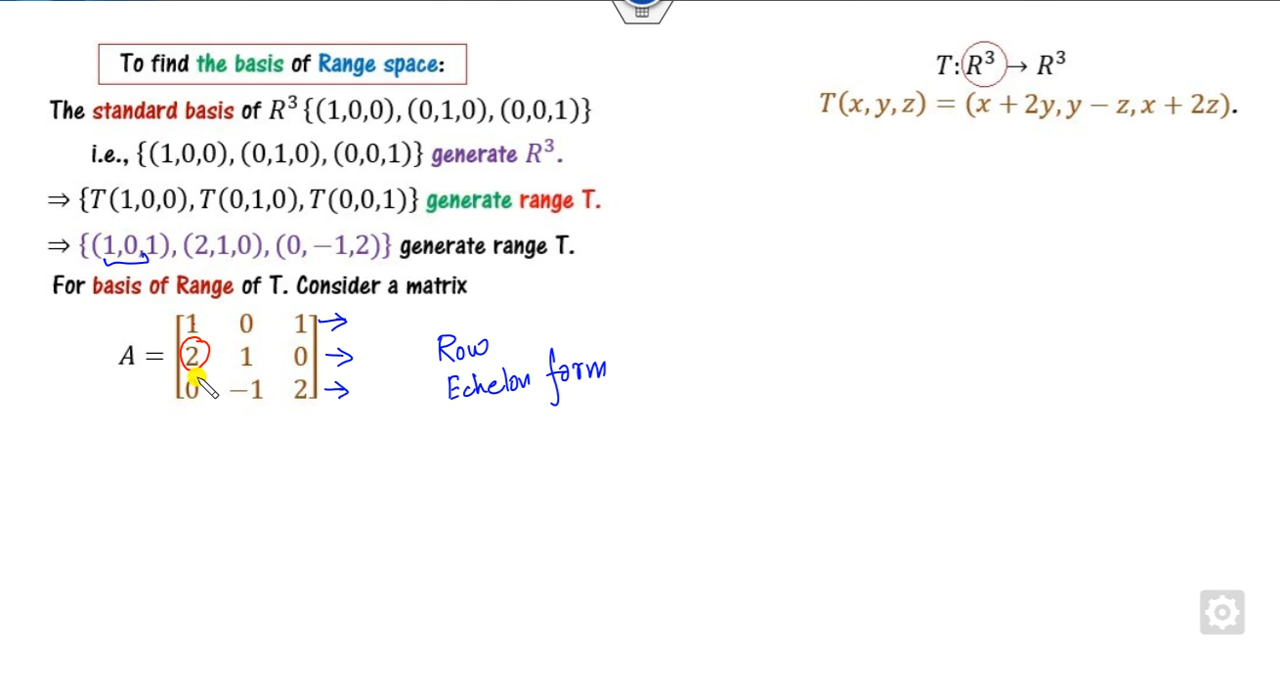 To find the basis of Range space:
T:R³ → R³
T(x, y, z) = (x + 2y, y − z, x + 2z).
The standard basis of R³ {(1,0,0), (0,1,0), (0,0,1)}
i.e., {(1,0,0), (0,1,0), (0,0,1)} generate R³.
⇒ {T(1,0,0), T(0,1,0), T(0,0,1)} generate range T.
⇒ {(1,0,1), (2,1,0), (0, −1,2)} generate range T.
For basis of Range of T. Consider a matrix
A = [1 0 1] →
[2 1 0] →
[0 −1 2] →
Row
Echelon form